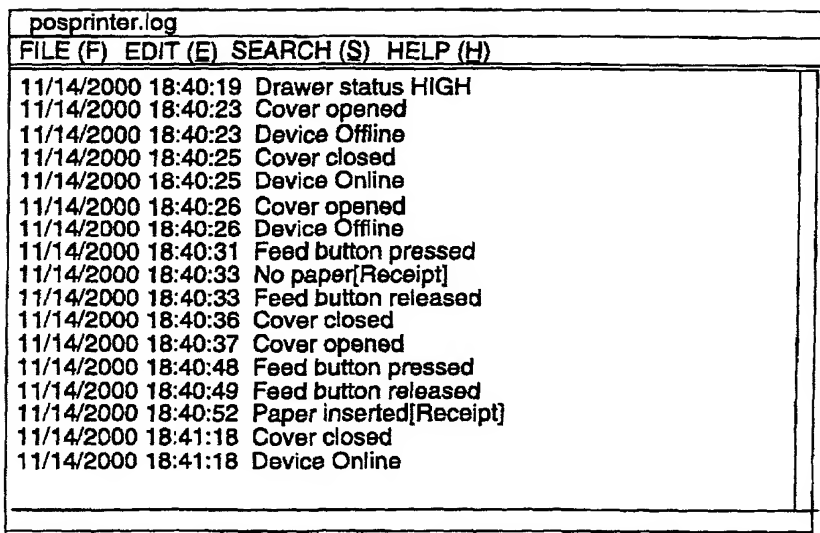 posprinter.log
FILE (F) EDIT (E) SEARCH (S) HELP (H)
11/14/2000 18:40:19 Drawer status HIGH
11/14/2000 18:40:23 Cover opened
11/14/2000 18:40:23 Device Offline
11/14/2000 18:40:25 Cover closed
11/14/2000 18:40:25 Device Online
11/14/2000 18:40:26 Cover opened
11/14/2000 18:40:26 Device Offline
11/14/2000 18:40:31 Feed button pressed
11/14/2000 18:40:33 No paper[Receipt]
11/14/2000 18:40:33 Feed button released
11/14/2000 18:40:36 Cover closed
11/14/2000 18:40:37 Cover opened
11/14/2000 18:40:48 Feed button pressed
11/14/2000 18:40:49 Feed button released
11/14/2000 18:40:52 Paper inserted[Receipt]
11/14/2000 18:41:18 Cover closed
11/14/2000 18:41:18 Device Online